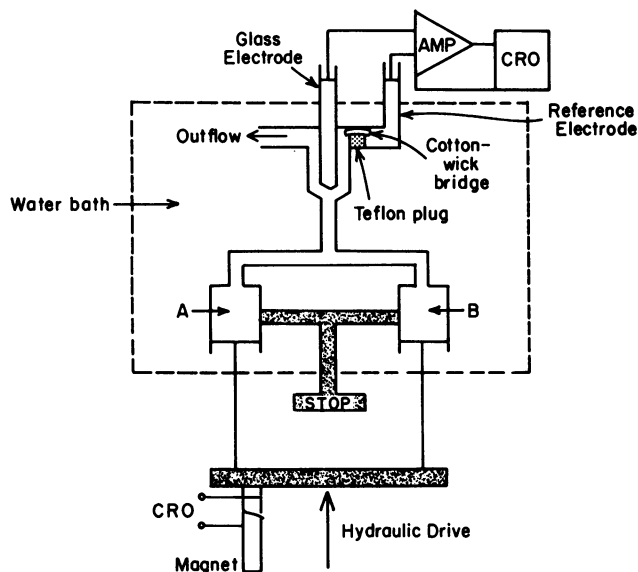 Glass
Electrode
AMP
CRO
Reference
Electrode
Outflow
Cotton-
wick
bridge
Teflon plug
Water bath
A
B
STOP
CRO
Hydraulic Drive
Magnet